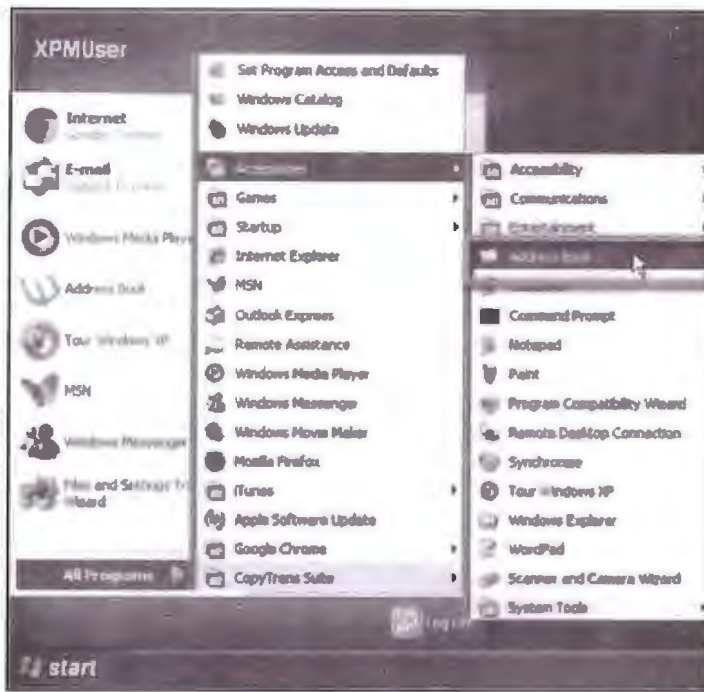 XPMUser
Internet
E-mail
Windows Media Player
Address Book
Tour Windows XP
MSN
Windows Messenger
Files and Settings
Wizard
All Programs
Set Program Access and Defaults
Windows Catalog
Windows Update
Accessories
Games
Startup
Internet Explorer
MSN
Outlook Express
Remote Assistance
Windows Media Player
Windows Messenger
Windows Movie Maker
Mozilla Firefox
iTunes
Apple Software Update
Google Chrome
CopyTrans Suite
Accessibility
Communications
Entertainment
Address Book
Command Prompt
Notepad
Paint
Program Compatibility Wizard
Remote Desktop Connection
Synchronize
Tour Windows XP
Windows Explorer
WordPad
Scanner and Camera Wizard
System Tools
Log
start